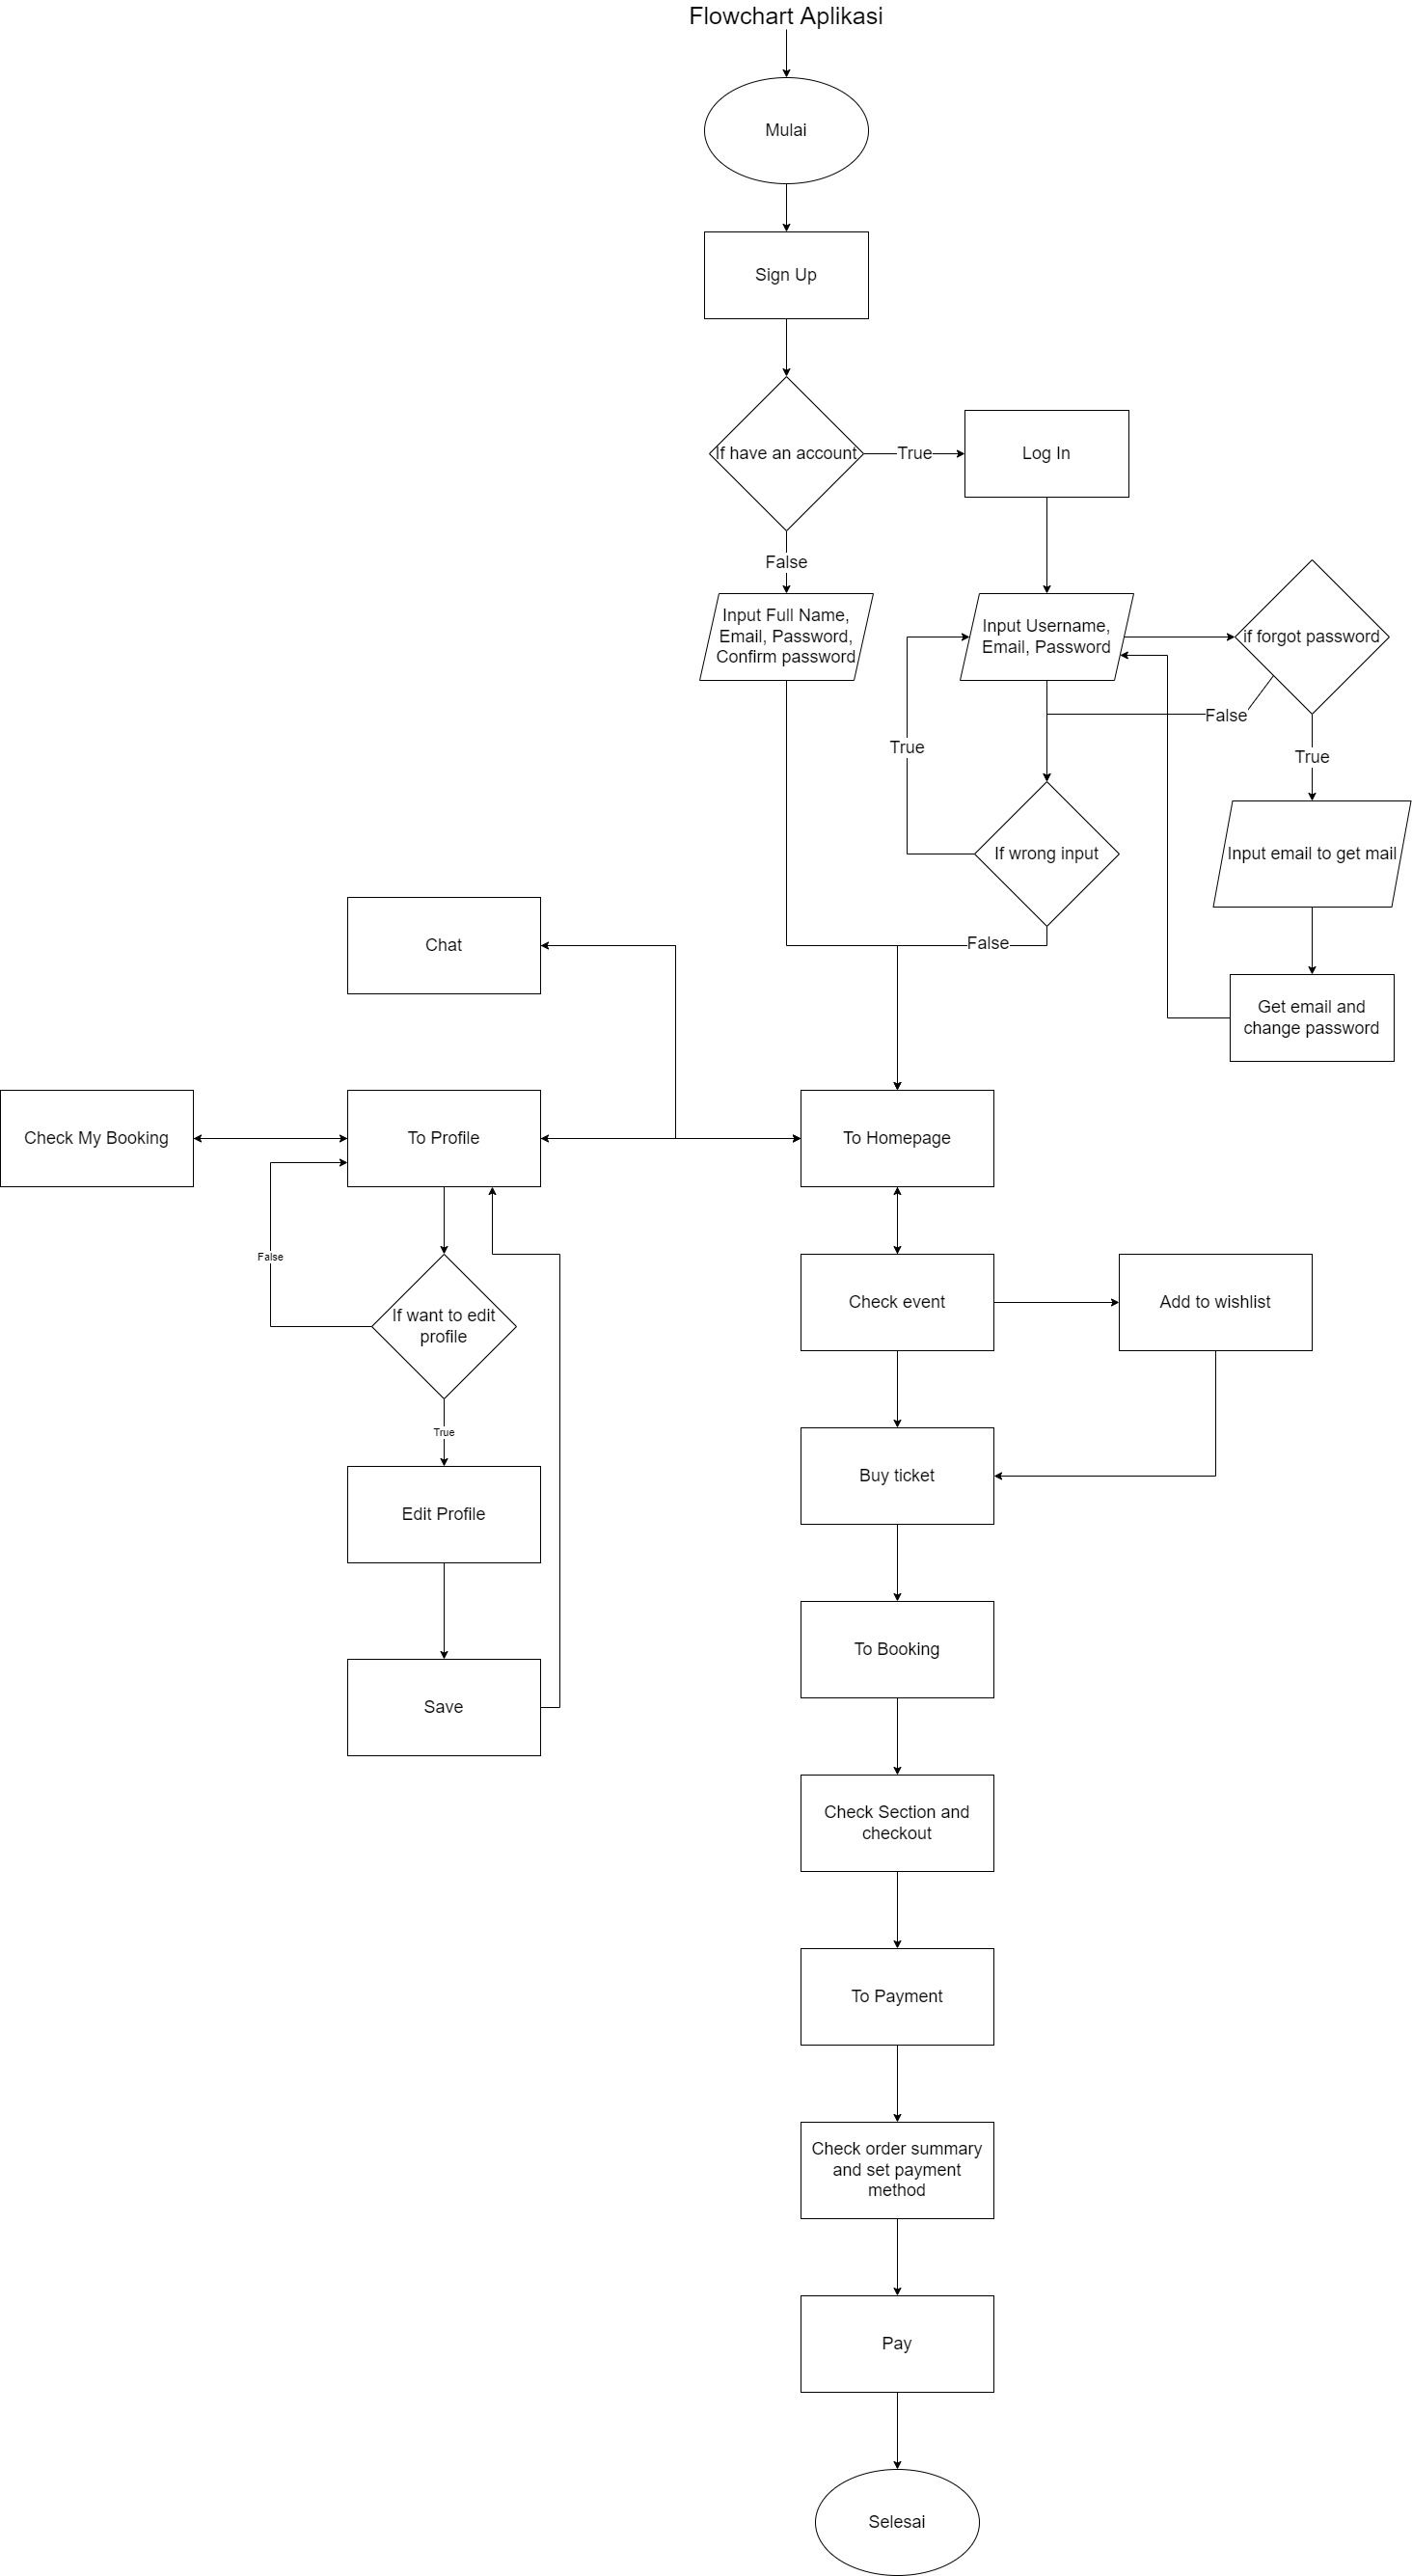 Flowchart Aplikasi
Mulai
Sign Up
If have an account
True
Log In
False
Input Full Name,
Email, Password,
Confirm password
Input Username,
Email, Password
if forgot password
False
True
True
Input email to get mail
If wrong input
False
Get email and
change password
Chat
Check My Booking
To Profile
To Homepage
False
If want to edit
profile
Check event
Add to wishlist
True
Edit Profile
Buy ticket
Save
To Booking
Check Section and
checkout
To Payment
Check order summary
and set payment
method
Pay
Selesai